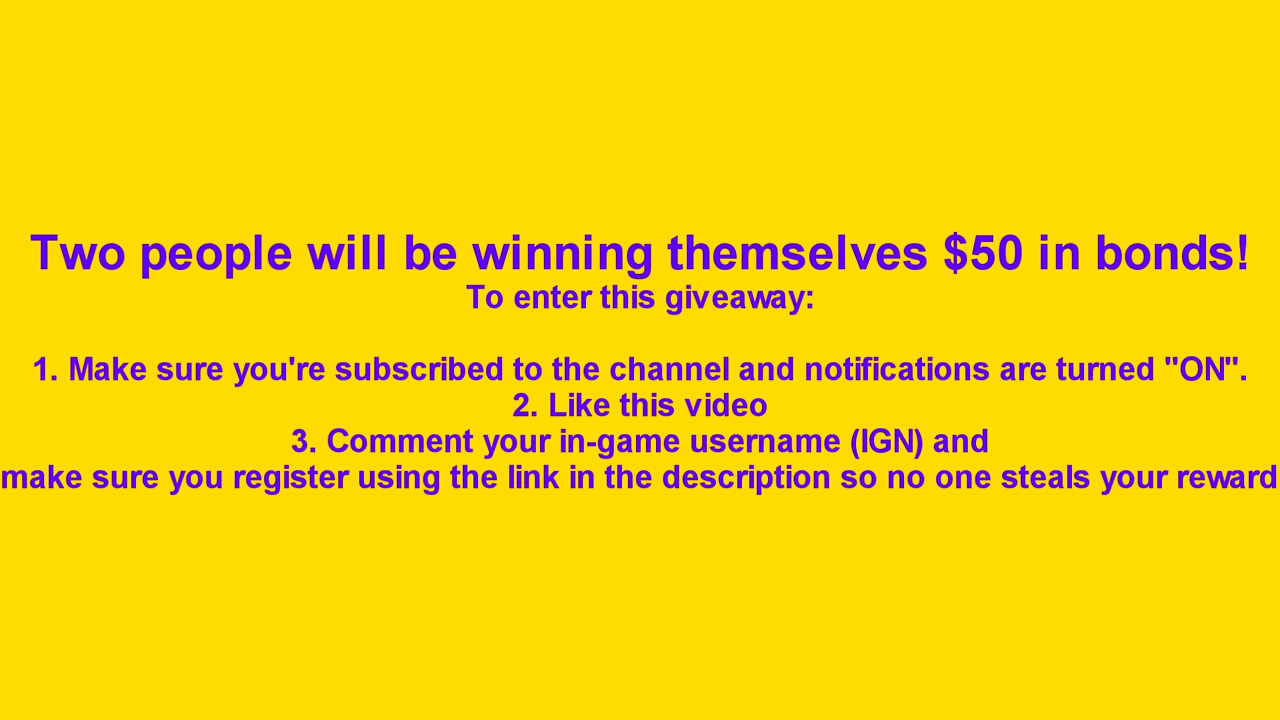 Two people will be winning themselves $50 in bonds!
To enter this giveaway:
1. Make sure you're subscribed to the channel and notifications are turned "ON".
2. Like this video
3. Comment your in-game username (IGN) and
make sure you register using the link in the description so no one steals your reward